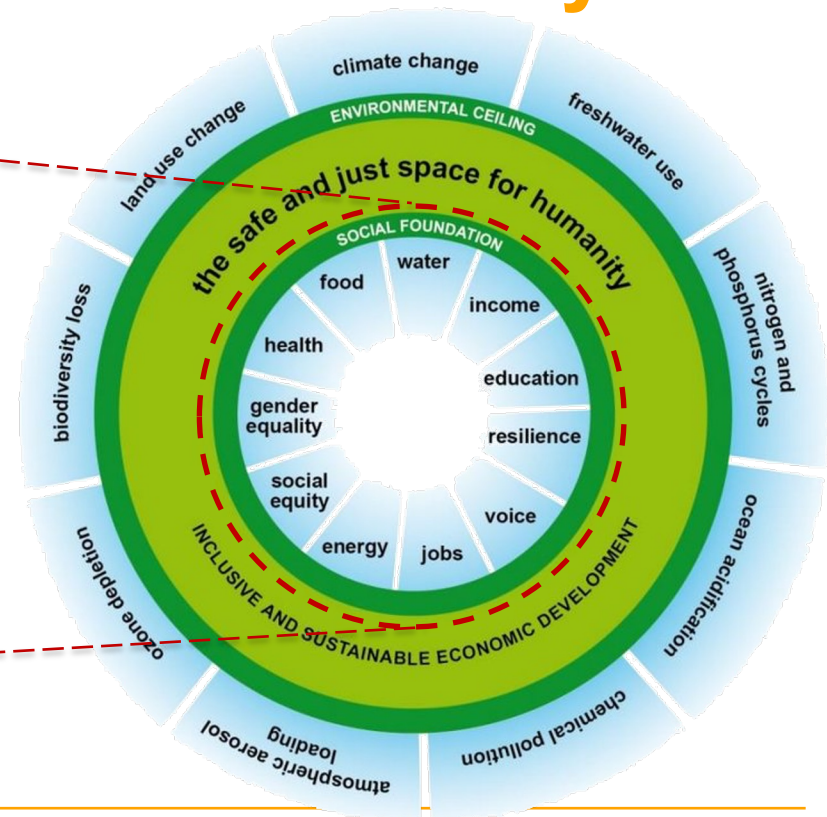 climate change
freshwater use
nitrogen and
phosphorus cycles
ocean acidification
chemical pollution
atmospheric aerosol
loading
ozone depletion
biodiversity loss
land use change
ENVIRONMENTAL CEILING
the safe and just space for humanity
SOCIAL FOUNDATION
water
income
education
resilience
voice
jobs
energy
social
equity
gender
equality
health
food
INCLUSIVE AND SUSTAINABLE ECONOMIC DEVELOPMENT